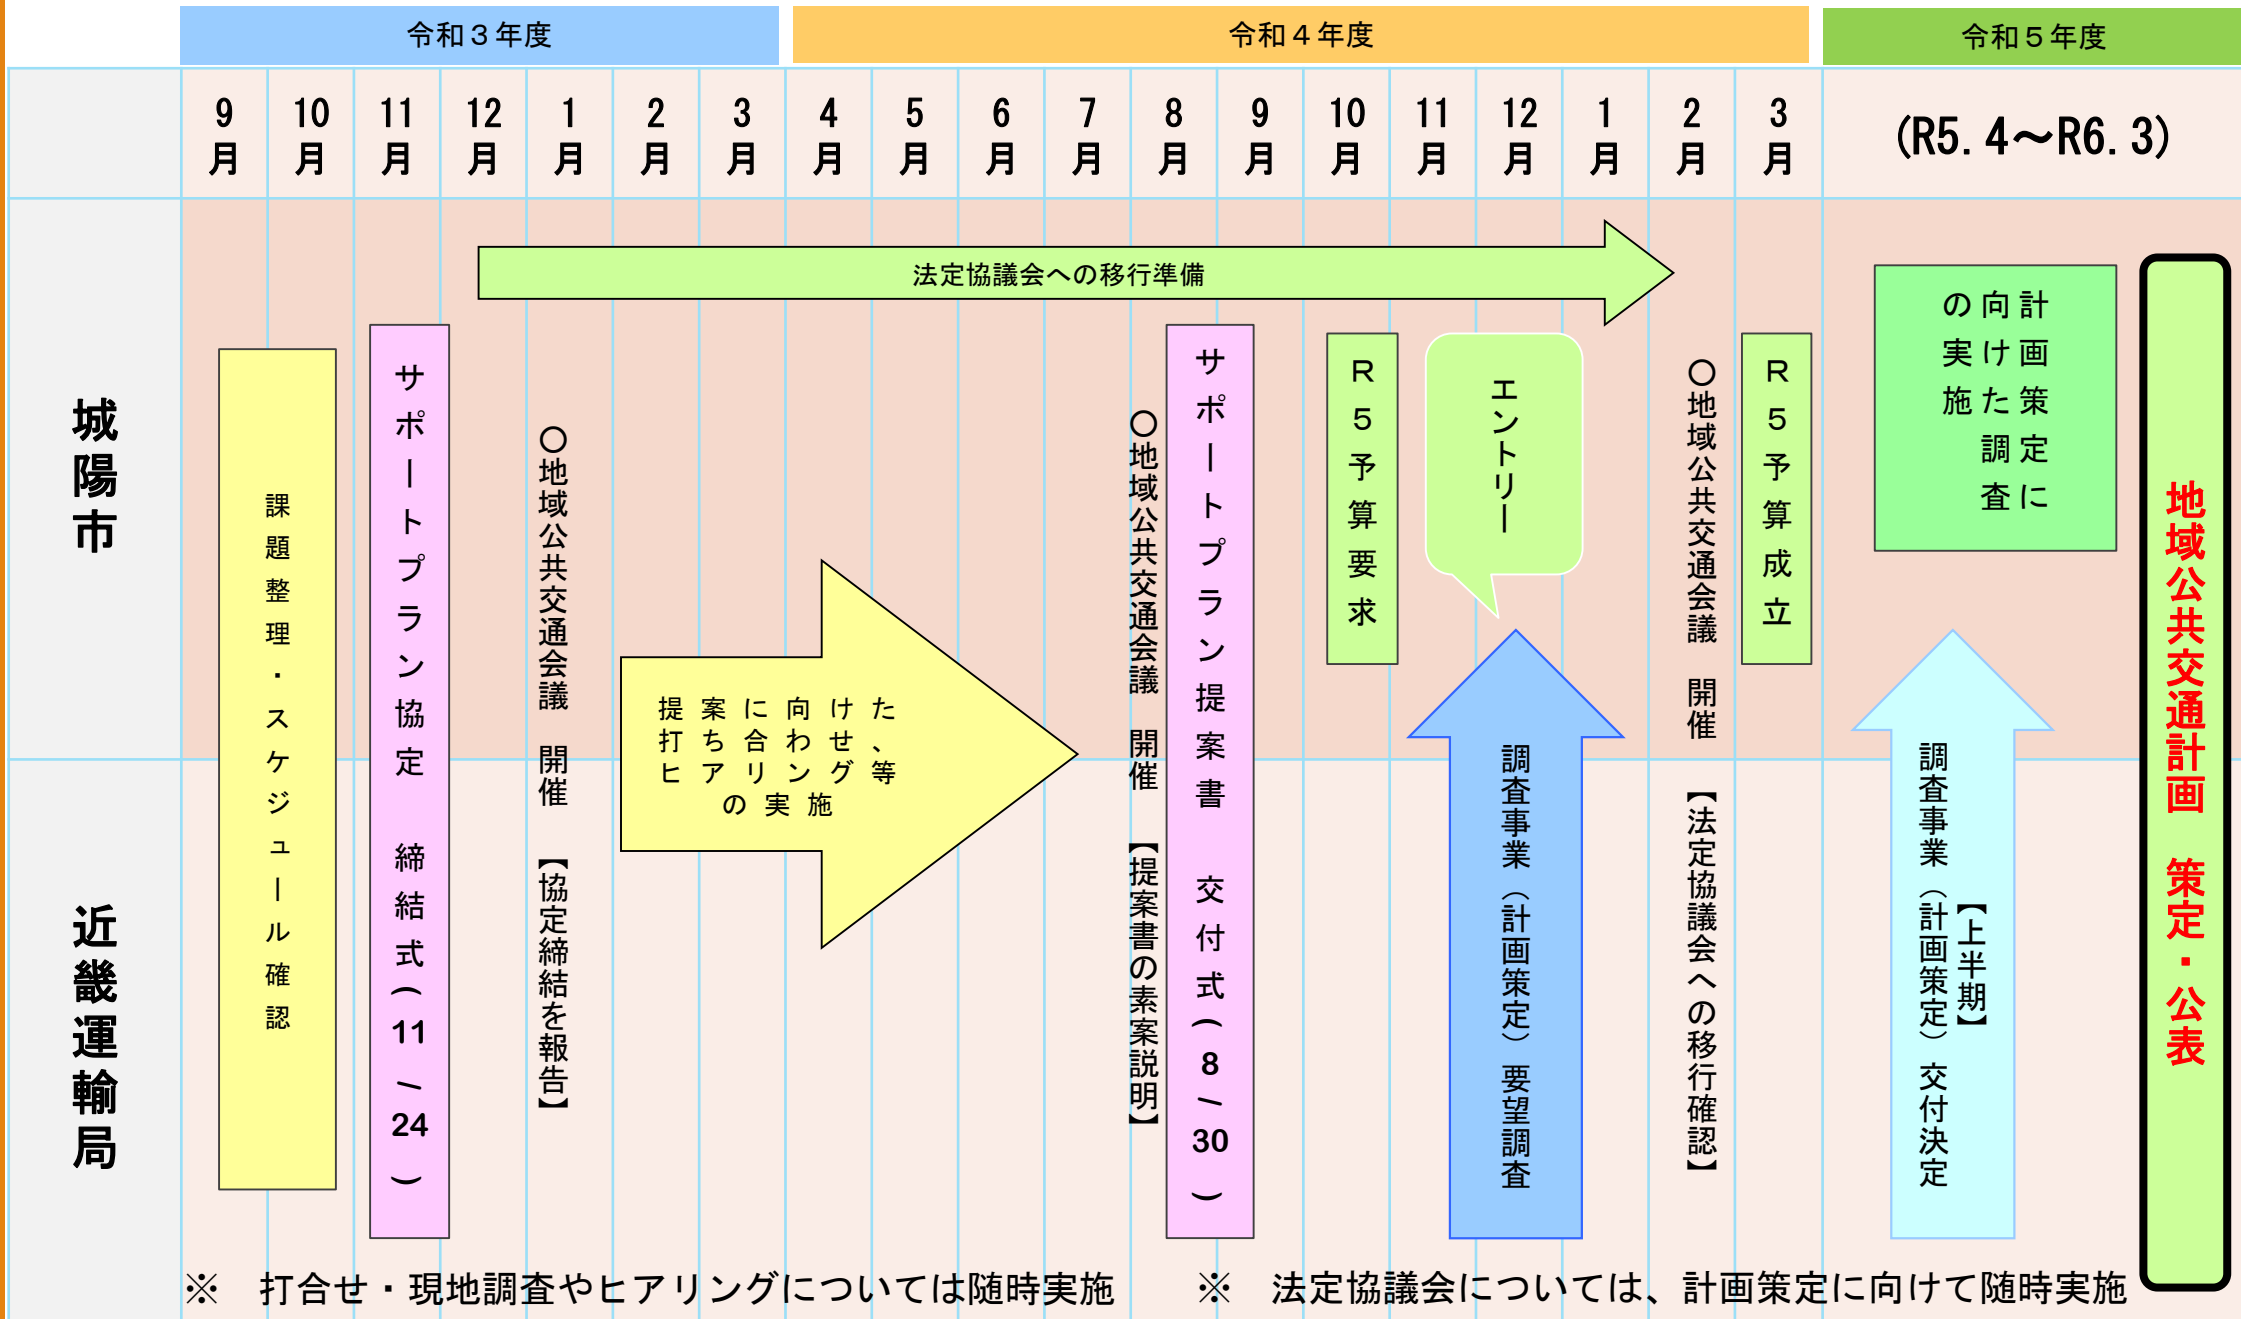 令和３年度
令和４年度
令和５年度
9月
10月
11月
12月
1月
2月
3月
4月
5月
6月
7月
8月
9月
10月
11月
12月
1月
2月
3月
(R5.4～R6.3)
城陽市
近畿運輸局
法定協議会への移行準備
課題整理・スケジュール確認
サポートプラン協定　締結式(11/24)
〇地域公共交通会議　開催　【協定締結を報告】
提案に向けた
打ち合わせ、
ヒアリング等
の実施
〇地域公共交通会議　開催　【提案書の素案説明】
サポートプラン提案書　交付式(8/30)
Ｒ５予算要求
エントリー
調査事業（計画策定）要望調査
〇地域公共交通会議　開催　【法定協議会への移行確認】
Ｒ５予算成立
計画策定に
向けた調査
の実施
【上半期】
調査事業（計画策定）交付決定
地域公共交通計画　策定・公表
※　打合せ・現地調査やヒアリングについては随時実施
※　法定協議会については、計画策定に向けて随時実施